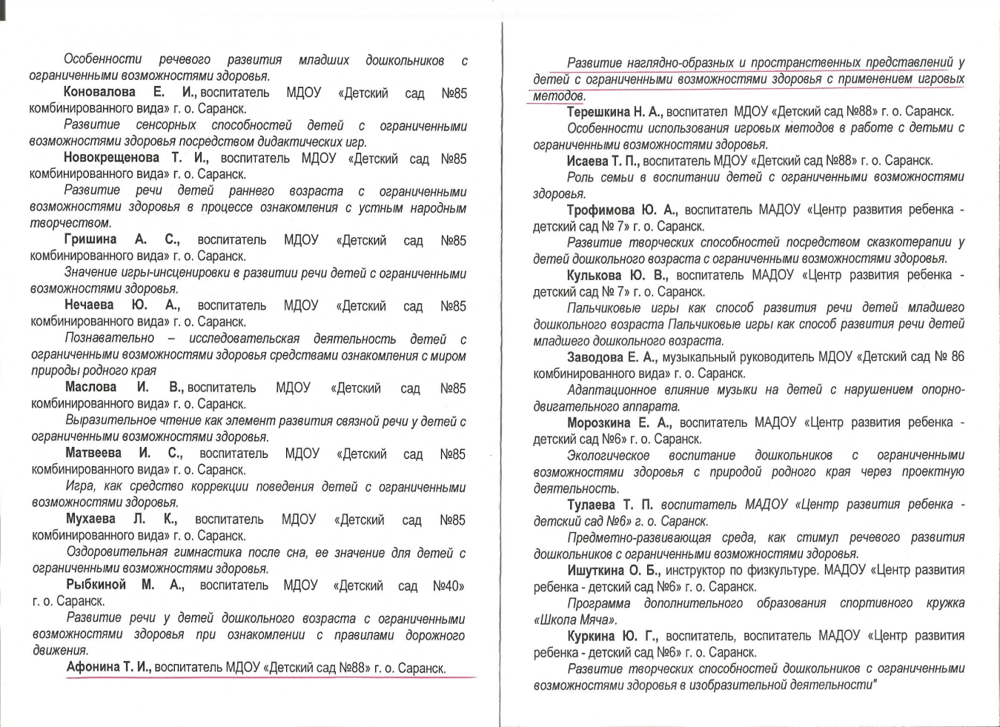 Особенности речевого развития младших дошкольников с
ограниченными возможностями здоровья.
Коновалова Е. И., воспитатель МДОУ «Детский сад №85
комбинированного вида» г. о. Саранск.
Развитие сенсорных способностей детей с ограниченными
возможностями здоровья посредством дидактических игр.
Новокрещенова Т. И., воспитатель МДОУ «Детский сад №85
комбинированного вида» г. о. Саранск.
Развитие речи детей раннего возраста с ограниченными
возможностями здоровья в процессе ознакомления с устным народным
творчеством.
Гришина А. С., воспитатель МДОУ «Детский сад №85
комбинированного вида» г. о. Саранск.
Значение игры-инсценировки в развитии речи детей с ограниченными
возможностями здоровья.
Нечаева Ю. А., воспитатель МДОУ «Детский сад №85
комбинированного вида» г. о. Саранск.
Познавательно – исследовательская деятельность детей с
ограниченными возможностями здоровья средствами ознакомления с миром
природы родного края
Маслова И. В., воспитатель МДОУ «Детский сад №85
комбинированного вида» г. о. Саранск.
Выразительное чтение как элемент развития связной речи у детей с
ограниченными возможностями здоровья.
Матвеева И. С., воспитатель МДОУ «Детский сад №85
комбинированного вида» г. о. Саранск.
Игра, как средство коррекции поведения детей с ограниченными
возможностями здоровья.
Мухаева Л. К., воспитатель МДОУ «Детский сад №85
комбинированного вида» г. о. Саранск.
Оздоровительная гимнастика после сна, ее значение для детей с
ограниченными возможностями здоровья.
Рыбкиной М. А., воспитатель МДОУ «Детский сад №40»
г. о. Саранск.
Развитие речи у детей дошкольного возраста с ограниченными
возможностями здоровья при ознакомлении с правилами дорожного
движения.
Афонина Т. И., воспитатель МДОУ «Детский сад №88» г. о. Саранск.
Развитие наглядно-образных и пространственных представлений у
детей с ограниченными возможностями здоровья с применением игровых
методов.
Терешкина Н. А., воспитател МДОУ «Детский сад №88» г. о. Саранск.
Особенности использования игровых методов в работе с детьми с
ограниченными возможностями здоровья.
Исаева Т. П., воспитатель МДОУ «Детский сад №88» г. о. Саранск.
Роль семьи в воспитании детей с ограниченными возможностями
здоровья.
Трофимова Ю. А., воспитатель МАДОУ «Центр развития ребенка -
детский сад № 7» г. о. Саранск.
Развитие творческих способностей посредством сказкотерапии у
детей дошкольного возраста с ограниченными возможностями здоровья.
Кулькова Ю. В., воспитатель МАДОУ «Центр развития ребенка -
детский сад № 7» г. о. Саранск.
Пальчиковые игры как способ развития речи детей младшего
дошкольного возраста Пальчиковые игры как способ развития речи детей
младшего дошкольного возраста.
Заводова Е. А., музыкальный руководитель МДОУ «Детский сад № 86
комбинированного вида» г. о. Саранск.
Адаптационное влияние музыки на детей с нарушением опорно-
двигательного аппарата.
Морозкина Е. А., воспитатель МАДОУ «Центр развития ребенка -
детский сад №6» г. о. Саранск.
Экологическое воспитание дошкольников с ограниченными
возможностями здоровья с природой родного края через проектную
деятельность.
Тулаева Т. П. воспитатель МАДОУ «Центр развития ребенка -
детский сад №6» г. о. Саранск.
Предметно-развивающая среда, как стимул речевого развития
дошкольников с ограниченными возможностями здоровья.
Ишуткина О. Б., инструктор по физкультуре. МАДОУ «Центр развития
ребенка - детский сад №6» г. о. Саранск.
Программа дополнительного образования спортивного кружка
«Школа Мяча».
Куркина Ю. Г., воспитатель, воспитатель МАДОУ «Центр развития
ребенка - детский сад №6» г. о. Саранск.
Развитие творческих способностей дошкольников с ограниченными
возможностями здоровья в изобразительной деятельности"